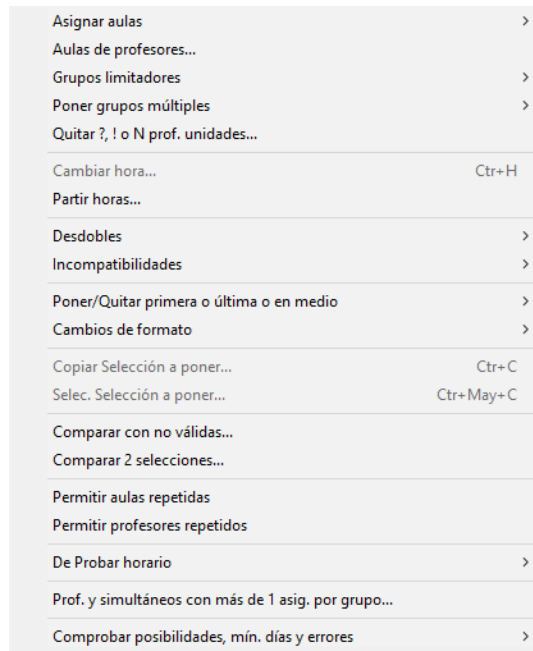 Asignar aulas
Aulas de profesores...
Grupos limitadores
Poner grupos múltiples
Quitar ?, ! o N prof. unidades...
Cambiar hora... Ctr+H
Partir horas...
Desdobles
Incompatibilidades
Poner/Quitar primera o última o en medio
Cambios de formato
Copiar Selección a poner... Ctr+C
Selec. Selección a poner... Ctr+May+C
Comparar con no válidas...
Comparar 2 selecciones...
Permitir aulas repetidas
Permitir profesores repetidos
De Probar horario
Prof. y simultáneos con más de 1 asig. por grupo...
Comprobar posibilidades, mín. días y errores